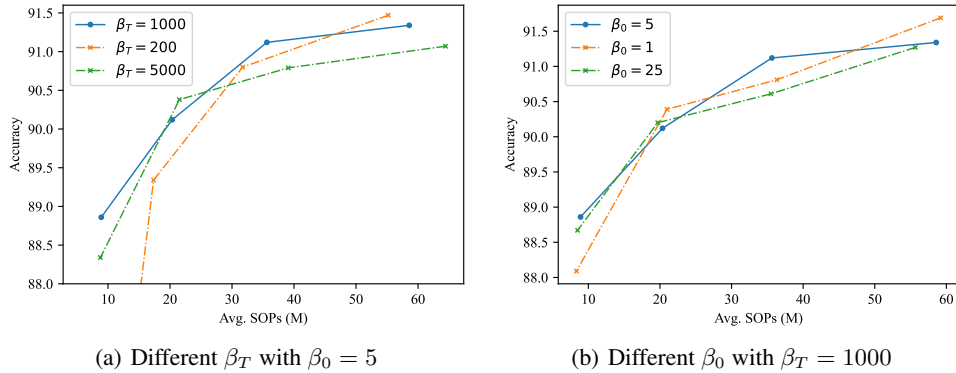 β_T = 1000
β_T = 200
β_T = 5000
91.5
91.0
90.5
90.0
89.5
89.0
88.5
88.0
Accuracy
10 20 30 40 50 60
Avg. SOPs (M)
(a) Different β_T with β_0 = 5
β_0 = 5
β_0 = 1
β_0 = 25
91.5
91.0
90.5
90.0
89.5
89.0
88.5
88.0
Accuracy
10 20 30 40 50 60
Avg. SOPs (M)
(b) Different β_0 with β_T = 1000